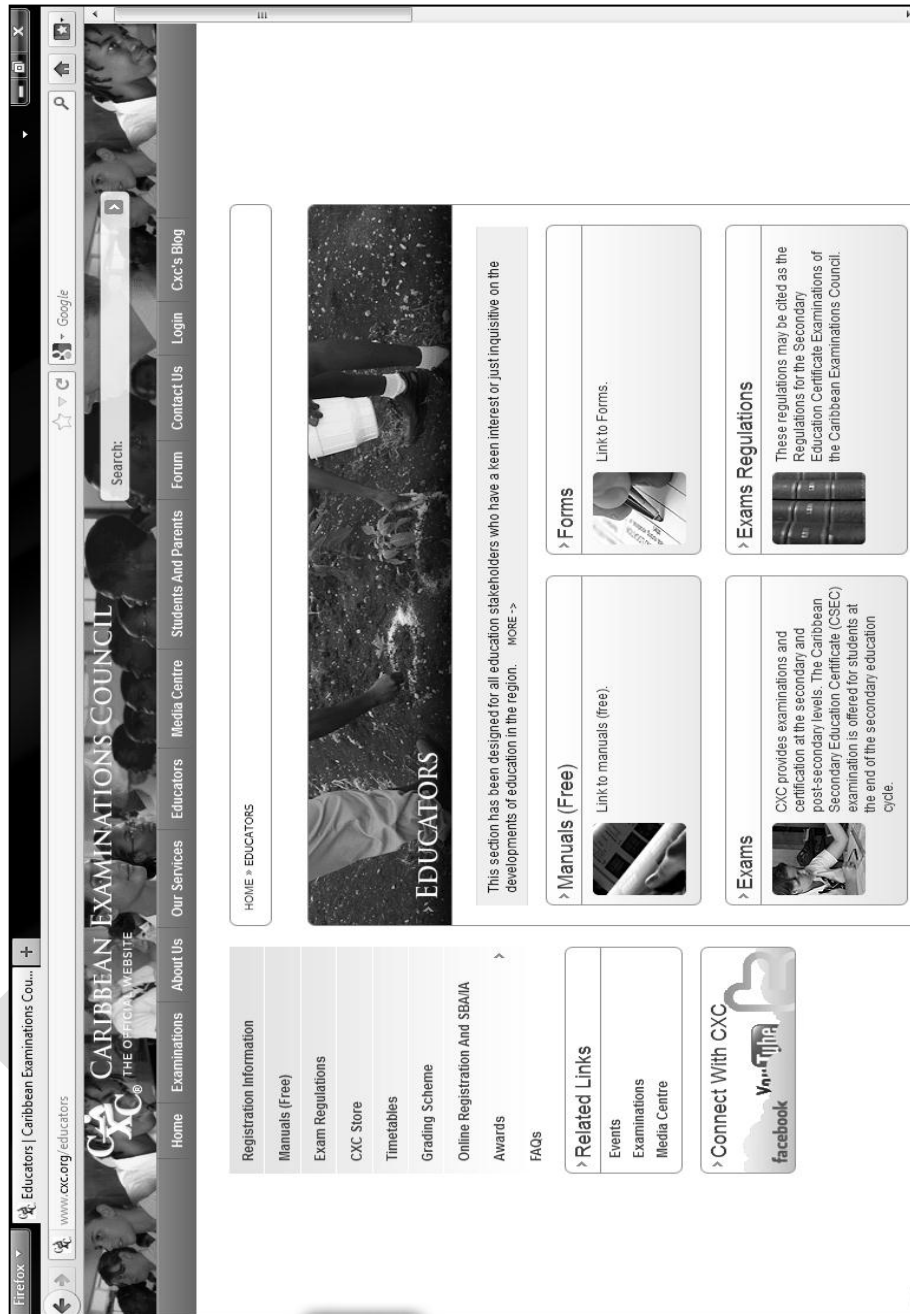 Firefox
Educators | Caribbean Examinations Cou...
www.cxc.org/educators
Google
CXC
CARIBBEAN EXAMINATIONS COUNCIL
® THE OFFICIAL WEBSITE
Search:
Home Examinations About Us Our Services Educators Media Centre Students And Parents Forum Contact Us Login Cxc's Blog
Registration Information
Manuals (Free)
Exam Regulations
CXC Store
Timetables
Grading Scheme
Online Registration And SBA/IA
Awards
FAQs
Related Links
Events
Examinations
Media Centre
Connect With CXC
facebook
YouTube
HOME » EDUCATORS
EDUCATORS
This section has been designed for all education stakeholders who have a keen interest or just inquisitive on the
developments of education in the region. MORE ->
Manuals (Free)
Link to manuals (free).
Forms
Link to Forms.
Exams
CXC provides examinations and
certification at the secondary and
post-secondary levels. The Caribbean
Secondary Education Certificate (CSEC)
examination is offered for students at
the end of the secondary education
cycle.
Exams Regulations
These regulations may be cited as the
Regulations for the Secondary
Education Certificate Examinations of
the Caribbean Examinations Council.